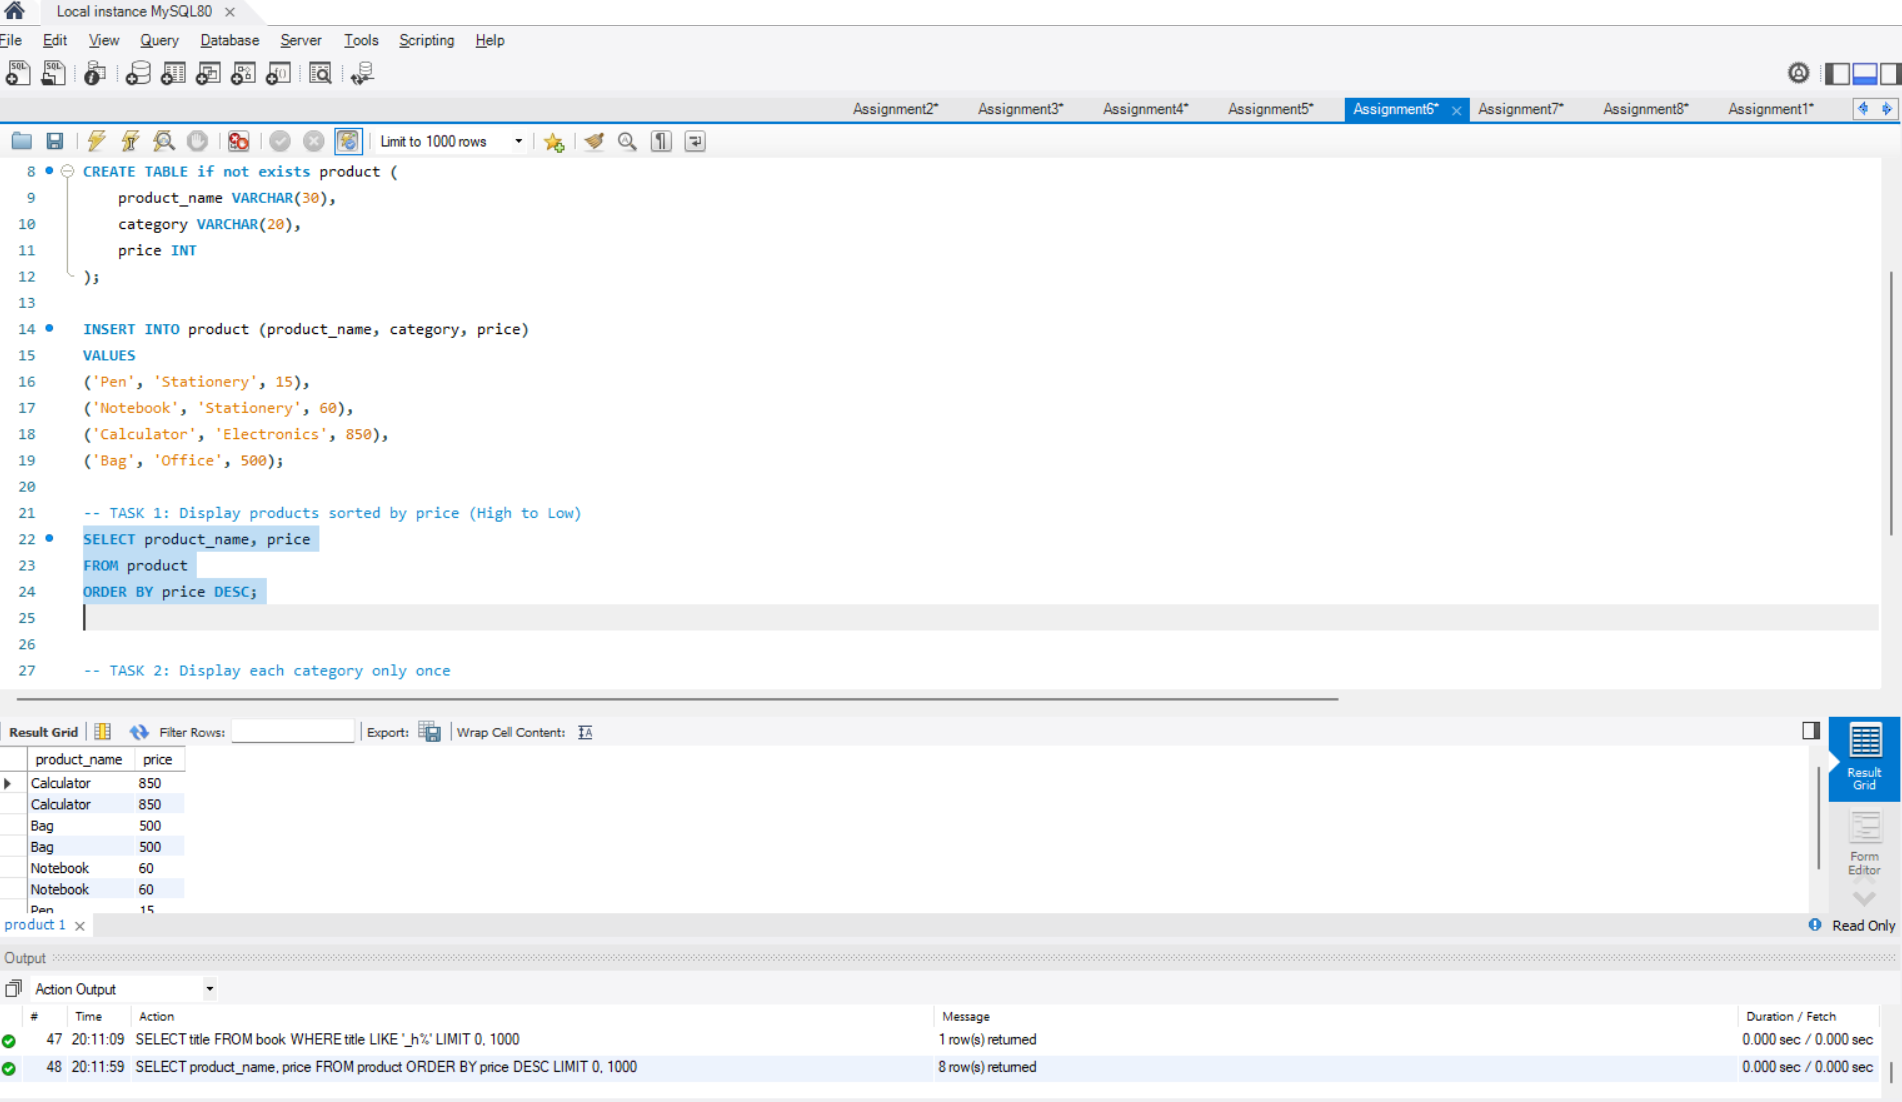 Local instance MySQL80
File Edit View Query Database Server Tools Scripting Help
Assignment2* Assignment3* Assignment4* Assignment5* Assignment6* Assignment7* Assignment8* Assignment1*
Limit to 1000 rows
8 CREATE TABLE if not exists product (
9 product_name VARCHAR(30),
10 category VARCHAR(20),
11 price INT
12 );
13
14 INSERT INTO product (product_name, category, price)
15 VALUES
16 ('Pen', 'Stationery', 15),
17 ('Notebook', 'Stationery', 60),
18 ('Calculator', 'Electronics', 850),
19 ('Bag', 'Office', 500);
20
21 -- TASK 1: Display products sorted by price (High to Low)
22 SELECT product_name, price
23 FROM product
24 ORDER BY price DESC;
25
26
27 -- TASK 2: Display each category only once
Result Grid Filter Rows: Export: Wrap Cell Content:
product_name price
Calculator 850
Calculator 850
Bag 500
Bag 500
Notebook 60
Notebook 60
Pen 15
Result
Grid
Form
Editor
product 1
Read Only
Output
Action Output
# Time Action Message Duration / Fetch
47 20:11:09 SELECT title FROM book WHERE title LIKE '_h%' LIMIT 0, 1000 1 row(s) returned 0.000 sec / 0.000 sec
48 20:11:59 SELECT product_name, price FROM product ORDER BY price DESC LIMIT 0, 1000 8 row(s) returned 0.000 sec / 0.000 sec